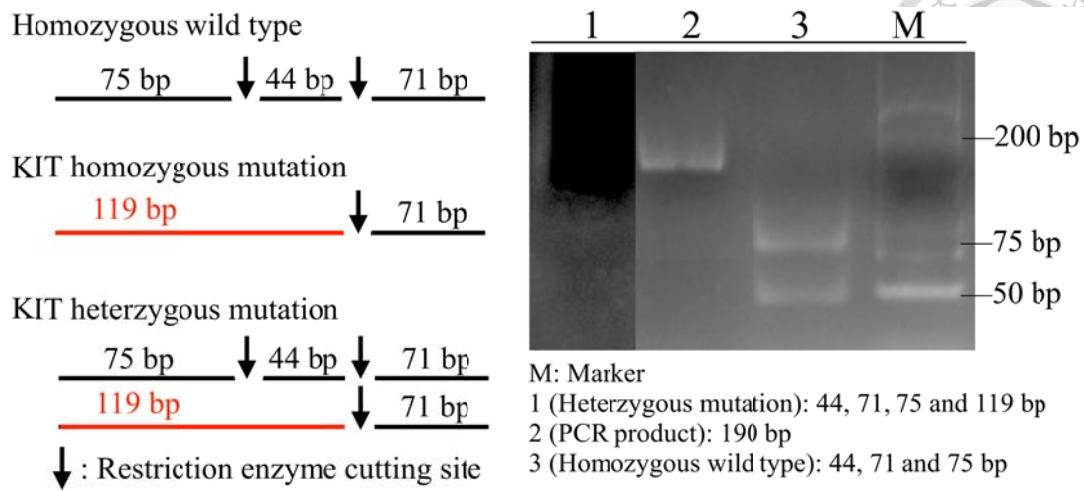 Homozygous wild type
75 bp 44 bp 71 bp
KIT homozygous mutation
119 bp 71 bp
KIT heterzygous mutation
75 bp 44 bp 71 bp
119 bp 71 bp
: Restriction enzyme cutting site
1 2 3 M
200 bp
75 bp
50 bp
M: Marker
1 (Heterzygous mutation): 44, 71, 75 and 119 bp
2 (PCR product): 190 bp
3 (Homozygous wild type): 44, 71 and 75 bp